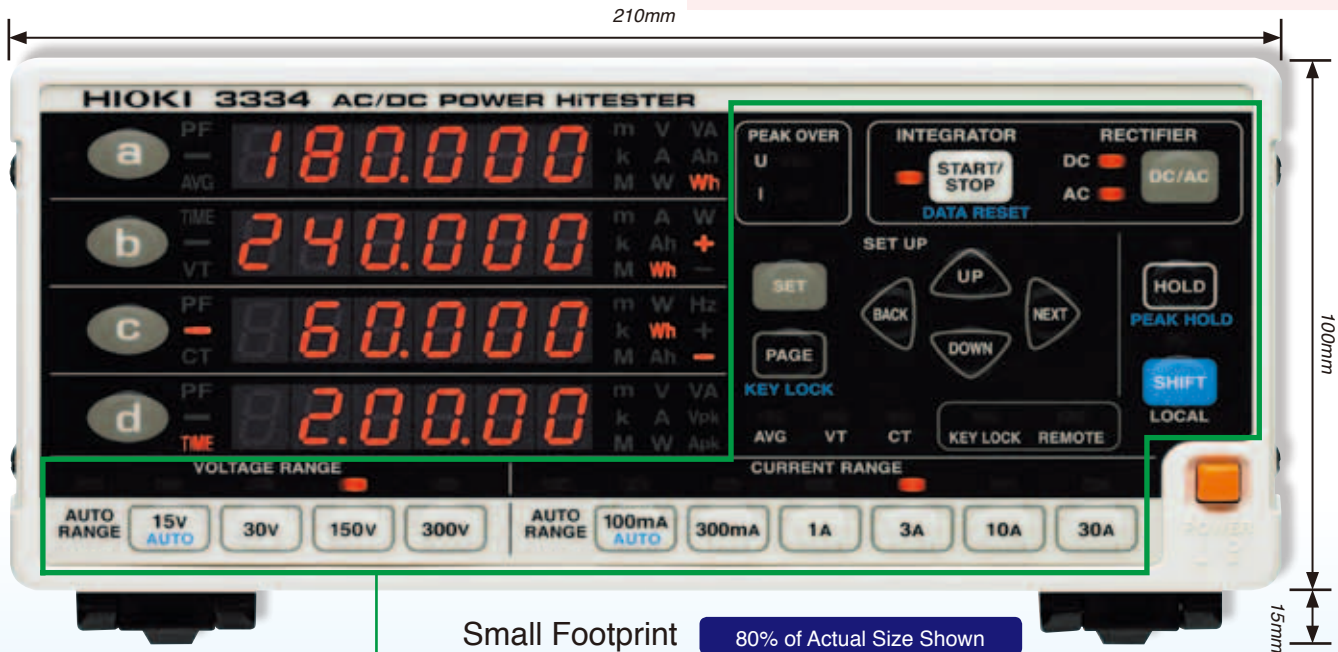 210mm
HIOKI 3334 AC/DC POWER HiTESTER
a PF — AVG 180.000 m k M V A W VA Ah Wh
b TIME — VT 240.000 m k M A Ah Wh W + −
c PF — CT 60.000 m k M W Wh Ah Hz + −
d PF — TIME 2.00.00 m k M V A W VA Vpk Apk
PEAK OVER
U
I
INTEGRATOR
START/
STOP
DATA RESET
RECTIFIER
DC
AC
DC/AC
SET UP
SET
PAGE
KEY LOCK
UP
BACK
NEXT
DOWN
HOLD
PEAK HOLD
SHIFT
LOCAL
AVG VT CT KEY LOCK REMOTE
VOLTAGE RANGE
CURRENT RANGE
AUTO
RANGE
15V
AUTO
30V 150V 300V
AUTO
RANGE
100mA
AUTO
300mA 1A 3A 10A 30A
POWER
100mm
15mm
Small Footprint
80% of Actual Size Shown